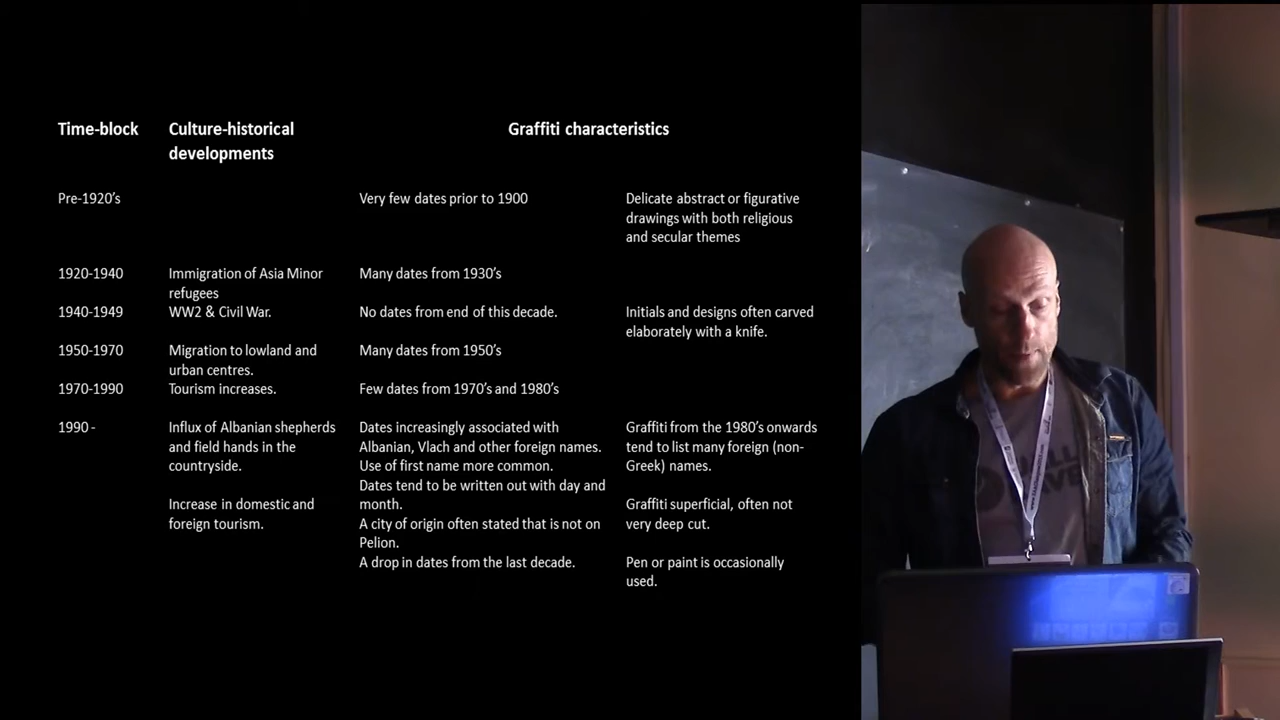 Time-block
Culture-historical
developments
Graffiti characteristics
Pre-1920's
Very few dates prior to 1900
Delicate abstract or figurative
drawings with both religious
and secular themes
1920-1940
Immigration of Asia Minor
refugees
Many dates from 1930's
1940-1949
WW2 & Civil War.
No dates from end of this decade.
Initials and designs often carved
elaborately with a knife.
1950-1970
Migration to lowland and
urban centres.
Many dates from 1950's
1970-1990
Tourism increases.
Few dates from 1970's and 1980's
1990 -
Influx of Albanian shepherds
and field hands in the
countryside.
Increase in domestic and
foreign tourism.
Dates increasingly associated with
Albanian, Vlach and other foreign names.
Use of first name more common.
Dates tend to be written out with day and
month.
A city of origin often stated that is not on
Pelion.
A drop in dates from the last decade.
Graffiti from the 1980's onwards
tend to list many foreign (non-
Greek) names.
Graffiti superficial, often not
very deep cut.
Pen or paint is occasionally
used.